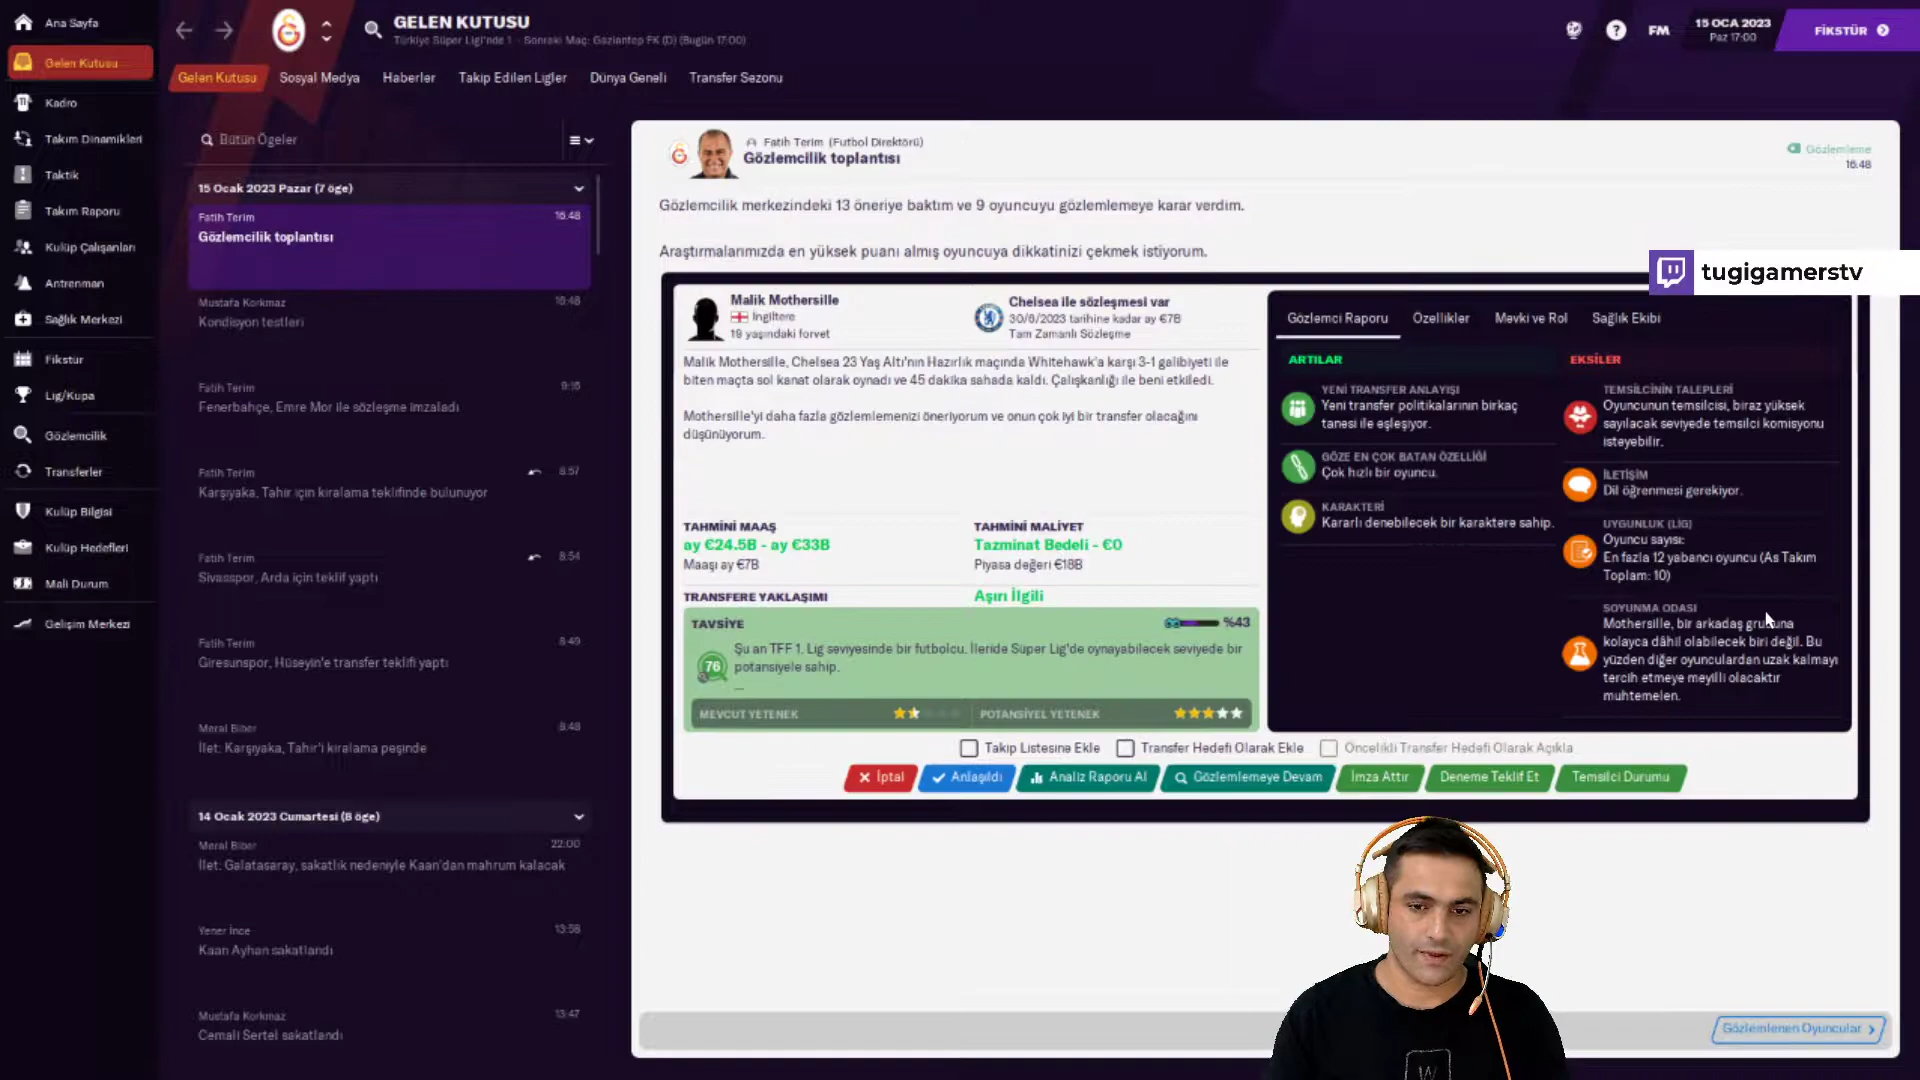 Ana Sayfa
Gelen Kutusu
Kadro
Takım Dinamikleri
Taktik
Takım Raporu
Kulüp Çalışanları
Antrenman
Sağlık Merkezi
Fikstür
Lig/Kupa
Gözlemcilik
Transferler
Kulüp Bilgisi
Kulüp Hedefleri
Mali Durum
Gelişim Merkezi
GELEN KUTUSU
Türkiye Süper Ligi'nde 1 - Sonraki Maç: Gaziantep FK (D) (Bugün 17:00)
FM
15 OCA 2023
Paz 17:00
FİKSTÜR
Gelen Kutusu
Sosyal Medya
Haberler
Takip Edilen Ligler
Dünya Geneli
Transfer Sezonu
Bütün Ögeler
15 Ocak 2023 Pazar (7 öge)
Fatih Terim 16:48
Gözlemcilik toplantısı
Mustafa Korkmaz 16:48
Kondisyon testleri
Fatih Terim 9:15
Fenerbahçe, Emre Mor ile sözleşme imzaladı
Fatih Terim 8:57
Karşıyaka, Tahir için kiralama teklifinde bulunuyor
Fatih Terim 8:54
Sivasspor, Arda için teklif yaptı
Fatih Terim 8:49
Giresunspor, Hüseyin'e transfer teklifi yaptı
Meral Biber 8:48
İlet: Karşıyaka, Tahir'i kiralama peşinde
14 Ocak 2023 Cumartesi (8 öge)
Meral Biber 22:00
İlet: Galatasaray, sakatlık nedeniyle Kaan'dan mahrum kalacak
Yener İnce 13:58
Kaan Ayhan sakatlandı
Mustafa Korkmaz 13:47
Cemali Sertel sakatlandı
Fatih Terim (Futbol Direktörü)
Gözlemcilik toplantısı
Gözlemleme
16:48
Gözlemcilik merkezindeki 13 öneriye baktım ve 9 oyuncuyu gözlemlemeye karar verdim.
Araştırmalarımızda en yüksek puanı almış oyuncuya dikkatinizi çekmek istiyorum.
tugigamerstv
Malik Mothersille
İngiltere
19 yaşındaki forvet
Chelsea ile sözleşmesi var
30/6/2023 tarihine kadar ay €7B
Tam Zamanlı Sözleşme
Malik Mothersille, Chelsea 23 Yaş Altı'nın Hazırlık maçında Whitehawk'a karşı 3-1 galibiyeti ile
biten maçta sol kanat olarak oynadı ve 45 dakika sahada kaldı. Çalışkanlığı ile beni etkiledi.
Mothersille'yi daha fazla gözlemlemenizi öneriyorum ve onun çok iyi bir transfer olacağını
düşünüyorum.
TAHMİNİ MAAŞ
ay €24.5B - ay €33B
Maaşı ay €7B
TAHMİNİ MALİYET
Tazminat Bedeli - €0
Piyasa değeri €18B
TRANSFERE YAKLAŞIMI
Aşırı İlgili
TAVSİYE
%43
76
Şu an TFF 1. Lig seviyesinde bir futbolcu. İleride Süper Lig'de oynayabilecek seviyede bir
potansiyele sahip.
...
MEVCUT YETENEK
POTANSİYEL YETENEK
Gözlemci Raporu
Özellikler
Mevki ve Rol
Sağlık Ekibi
ARTILAR
YENİ TRANSFER ANLAYIŞI
Yeni transfer politikalarının birkaç
tanesi ile eşleşiyor.
GÖZE EN ÇOK BATAN ÖZELLİĞİ
Çok hızlı bir oyuncu.
KARAKTERİ
Kararlı denebilecek bir karaktere sahip.
EKSİLER
TEMSİLCİNİN TALEPLERİ
Oyuncunun temsilcisi, biraz yüksek
sayılacak seviyede temsilci komisyonu
isteyebilir.
İLETİŞİM
Dil öğrenmesi gerekiyor.
UYGUNLUK (LİG)
Oyuncu sayısı:
En fazla 12 yabancı oyuncu (As Takım
Toplam: 10)
SOYUNMA ODASI
Mothersille, bir arkadaş grubuna
kolayca dâhil olabilecek biri değil. Bu
yüzden diğer oyunculardan uzak kalmayı
tercih etmeye meyilli olacaktır
muhtemelen.
Takip Listesine Ekle
Transfer Hedefi Olarak Ekle
Öncelikli Transfer Hedefi Olarak Açıkla
İptal
Anlaşıldı
Analiz Raporu Al
Gözlemlemeye Devam
İmza Attır
Deneme Teklif Et
Temsilci Durumu
Gözlemlenen Oyuncular
W